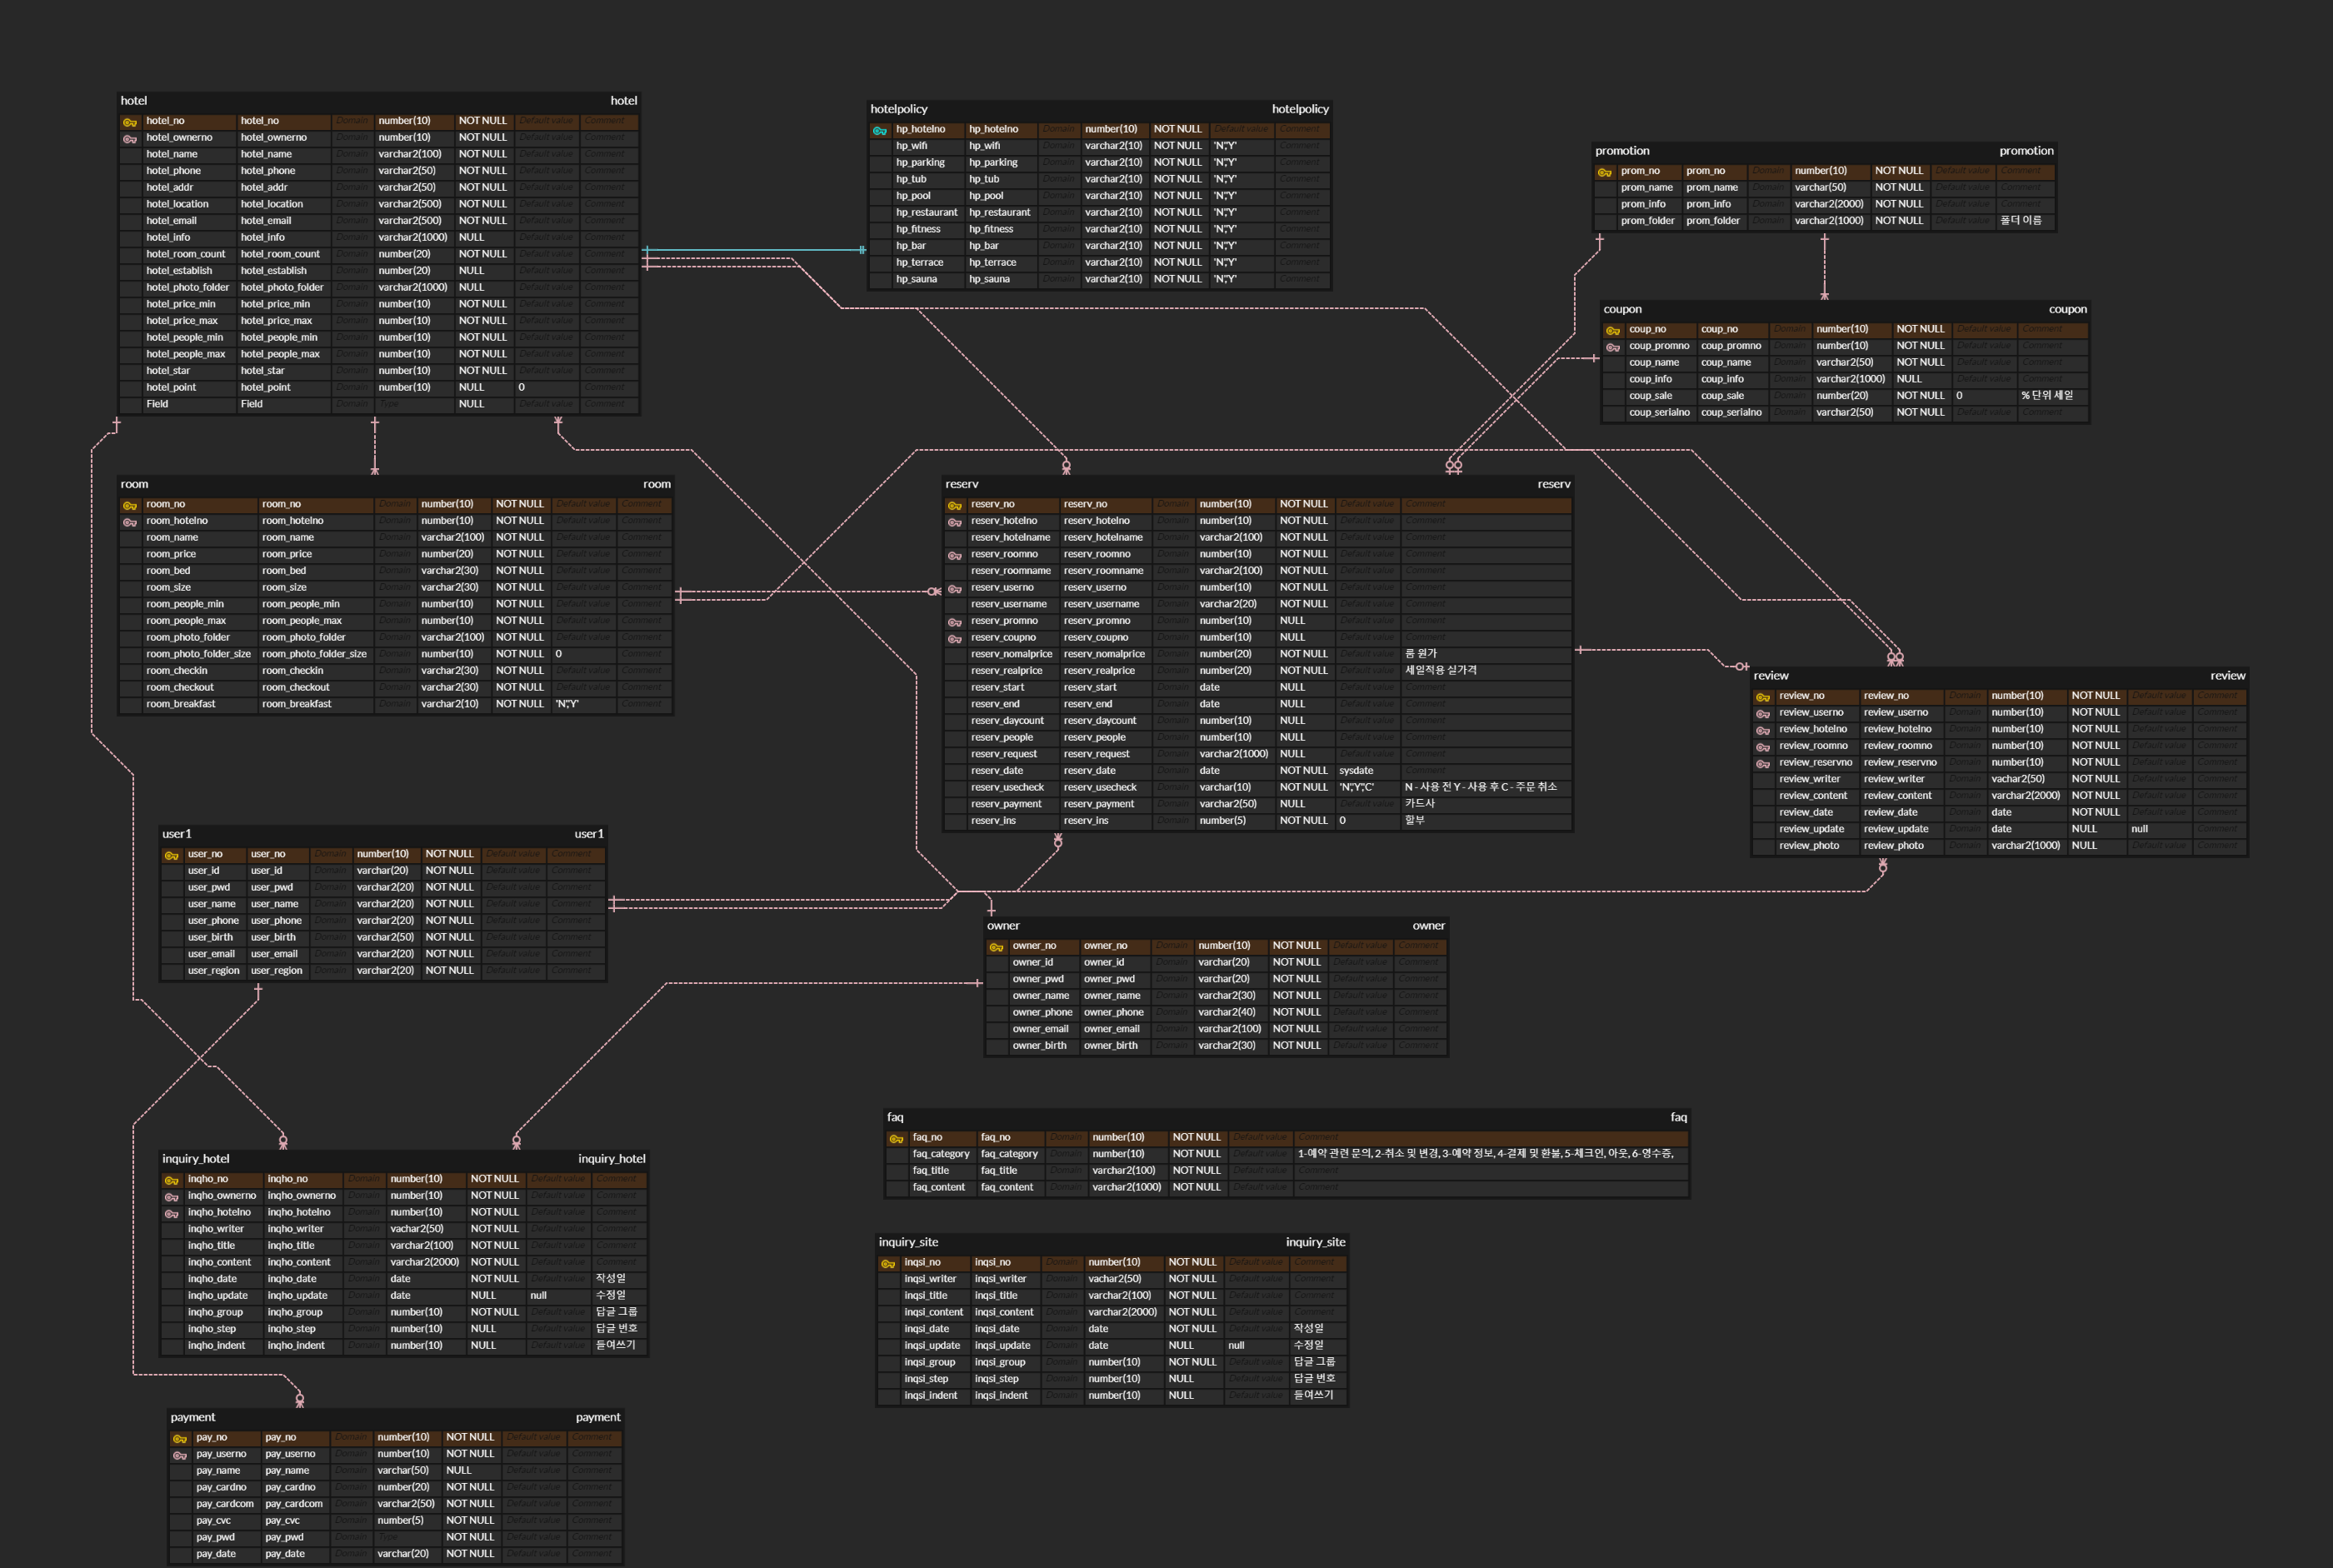 hotel hotel
hotel_no hotel_no Domain number(10) NOT NULL Default value Comment
hotel_ownerno hotel_ownerno Domain number(10) NOT NULL Default value Comment
hotel_name hotel_name Domain varchar2(100) NOT NULL Default value Comment
hotel_phone hotel_phone Domain varchar2(50) NOT NULL Default value Comment
hotel_addr hotel_addr Domain varchar2(50) NOT NULL Default value Comment
hotel_location hotel_location Domain varchar2(500) NOT NULL Default value Comment
hotel_email hotel_email Domain varchar2(500) NOT NULL Default value Comment
hotel_info hotel_info Domain varchar2(1000) NULL Default value Comment
hotel_room_count hotel_room_count Domain number(20) NOT NULL Default value Comment
hotel_establish hotel_establish Domain number(20) NULL Default value Comment
hotel_photo_folder hotel_photo_folder Domain varchar2(1000) NULL Default value Comment
hotel_price_min hotel_price_min Domain number(10) NOT NULL Default value Comment
hotel_price_max hotel_price_max Domain number(10) NOT NULL Default value Comment
hotel_people_min hotel_people_min Domain number(10) NOT NULL Default value Comment
hotel_people_max hotel_people_max Domain number(10) NOT NULL Default value Comment
hotel_star hotel_star Domain number(10) NOT NULL Default value Comment
hotel_point hotel_point Domain number(10) NULL 0 Comment
Field Field Domain Type NULL Default value Comment
hotelpolicy hotelpolicy
hp_hotelno hp_hotelno Domain number(10) NOT NULL Default value Comment
hp_wifi hp_wifi Domain varchar2(10) NOT NULL 'N','Y' Comment
hp_parking hp_parking Domain varchar2(10) NOT NULL 'N','Y' Comment
hp_tub hp_tub Domain varchar2(10) NOT NULL 'N','Y' Comment
hp_pool hp_pool Domain varchar2(10) NOT NULL 'N','Y' Comment
hp_restaurant hp_restaurant Domain varchar2(10) NOT NULL 'N','Y' Comment
hp_fitness hp_fitness Domain varchar2(10) NOT NULL 'N','Y' Comment
hp_bar hp_bar Domain varchar2(10) NOT NULL 'N','Y' Comment
hp_terrace hp_terrace Domain varchar2(10) NOT NULL 'N','Y' Comment
hp_sauna hp_sauna Domain varchar2(10) NOT NULL 'N','Y' Comment
promotion promotion
prom_no prom_no Domain number(10) NOT NULL Default value Comment
prom_name prom_name Domain varchar(50) NOT NULL Default value Comment
prom_info prom_info Domain varchar2(2000) NOT NULL Default value Comment
prom_folder prom_folder Domain varchar2(1000) NOT NULL Default value 폴더 이름
coupon coupon
coup_no coup_no Domain number(10) NOT NULL Default value Comment
coup_promno coup_promno Domain number(10) NOT NULL Default value Comment
coup_name coup_name Domain varchar2(50) NOT NULL Default value Comment
coup_info coup_info Domain varchar2(1000) NULL Default value Comment
coup_sale coup_sale Domain number(20) NOT NULL 0 % 단위 세일
coup_serialno coup_serialno Domain varchar2(50) NOT NULL Default value Comment
room room
room_no room_no Domain number(10) NOT NULL Default value Comment
room_hotelno room_hotelno Domain number(10) NOT NULL Default value Comment
room_name room_name Domain varchar2(100) NOT NULL Default value Comment
room_price room_price Domain number(20) NOT NULL Default value Comment
room_bed room_bed Domain varchar2(30) NOT NULL Default value Comment
room_size room_size Domain varchar2(30) NOT NULL Default value Comment
room_people_min room_people_min Domain number(10) NOT NULL Default value Comment
room_people_max room_people_max Domain number(10) NOT NULL Default value Comment
room_photo_folder room_photo_folder Domain varchar2(100) NOT NULL Default value Comment
room_photo_folder_size room_photo_folder_size Domain number(10) NOT NULL 0 Comment
room_checkin room_checkin Domain varchar2(30) NOT NULL Default value Comment
room_checkout room_checkout Domain varchar2(30) NOT NULL Default value Comment
room_breakfast room_breakfast Domain varchar2(10) NOT NULL 'N','Y' Comment
reserv reserv
reserv_no reserv_no Domain number(10) NOT NULL Default value Comment
reserv_hotelno reserv_hotelno Domain number(10) NOT NULL Default value Comment
reserv_hotelname reserv_hotelname Domain varchar2(100) NOT NULL Default value Comment
reserv_roomno reserv_roomno Domain number(10) NOT NULL Default value Comment
reserv_roomname reserv_roomname Domain varchar2(100) NOT NULL Default value Comment
reserv_userno reserv_userno Domain number(10) NOT NULL Default value Comment
reserv_username reserv_username Domain varchar2(20) NOT NULL Default value Comment
reserv_promno reserv_promno Domain number(10) NULL Default value Comment
reserv_coupno reserv_coupno Domain number(10) NULL Default value Comment
reserv_nomalprice reserv_nomalprice Domain number(20) NOT NULL Default value 룸 원가
reserv_realprice reserv_realprice Domain number(20) NOT NULL Default value 세일적용 실가격
reserv_start reserv_start Domain date NULL Default value Comment
reserv_end reserv_end Domain date NULL Default value Comment
reserv_daycount reserv_daycount Domain number(10) NULL Default value Comment
reserv_people reserv_people Domain number(10) NULL Default value Comment
reserv_request reserv_request Domain varchar2(1000) NULL Default value Comment
reserv_date reserv_date Domain date NOT NULL sysdate Comment
reserv_usecheck reserv_usecheck Domain varchar(10) NOT NULL 'N','Y','C' N - 사용 전 Y - 사용 후 C - 주문 취소
reserv_payment reserv_payment Domain varchar2(50) NULL Default value 카드사
reserv_ins reserv_ins Domain number(5) NOT NULL 0 할부
review review
review_no review_no Domain number(10) NOT NULL Default value Comment
review_userno review_userno Domain number(10) NOT NULL Default value Comment
review_hotelno review_hotelno Domain number(10) NOT NULL Default value Comment
review_roomno review_roomno Domain number(10) NOT NULL Default value Comment
review_reservno review_reservno Domain number(10) NOT NULL Default value Comment
review_writer review_writer Domain vachar2(50) NOT NULL Default value Comment
review_content review_content Domain varchar2(2000) NOT NULL Default value Comment
review_date review_date Domain date NOT NULL Default value Comment
review_update review_update Domain date NULL null Comment
review_photo review_photo Domain varchar2(1000) NULL Default value Comment
user1 user1
user_no user_no Domain number(10) NOT NULL Default value Comment
user_id user_id Domain varchar(20) NOT NULL Default value Comment
user_pwd user_pwd Domain varchar2(20) NOT NULL Default value Comment
user_name user_name Domain varchar2(20) NOT NULL Default value Comment
user_phone user_phone Domain varchar2(20) NOT NULL Default value Comment
user_birth user_birth Domain varchar2(50) NOT NULL Default value Comment
user_email user_email Domain varchar2(20) NOT NULL Default value Comment
user_region user_region Domain varchar2(20) NOT NULL Default value Comment
owner owner
owner_no owner_no Domain number(10) NOT NULL Default value Comment
owner_id owner_id Domain varchar(20) NOT NULL Default value Comment
owner_pwd owner_pwd Domain varchar(20) NOT NULL Default value Comment
owner_name owner_name Domain varchar2(30) NOT NULL Default value Comment
owner_phone owner_phone Domain varchar2(40) NOT NULL Default value Comment
owner_email owner_email Domain varchar2(100) NOT NULL Default value Comment
owner_birth owner_birth Domain varchar2(30) NOT NULL Default value Comment
faq faq
faq_no faq_no Domain number(10) NOT NULL Default value Comment
faq_category faq_category Domain number(10) NOT NULL Default value 1-예약 관련 문의, 2-취소 및 변경, 3-예약 정보, 4-결제 및 환불, 5-체크인, 아웃, 6-영수증,
faq_title faq_title Domain varchar2(100) NOT NULL Default value Comment
faq_content faq_content Domain varchar2(1000) NOT NULL Default value Comment
inquiry_hotel inquiry_hotel
inqho_no inqho_no Domain number(10) NOT NULL Default value Comment
inqho_ownerno inqho_ownerno Domain number(10) NOT NULL Default value Comment
inqho_hotelno inqho_hotelno Domain number(10) NOT NULL Default value Comment
inqho_writer inqho_writer Domain vachar2(50) NOT NULL Default value Comment
inqho_title inqho_title Domain varchar2(100) NOT NULL Default value Comment
inqho_content inqho_content Domain varchar2(2000) NOT NULL Default value Comment
inqho_date inqho_date Domain date NOT NULL Default value 작성일
inqho_update inqho_update Domain date NULL null 수정일
inqho_group inqho_group Domain number(10) NOT NULL Default value 답글 그룹
inqho_step inqho_step Domain number(10) NULL Default value 답글 번호
inqho_indent inqho_indent Domain number(10) NULL Default value 들여쓰기
inquiry_site inquiry_site
inqsi_no inqsi_no Domain number(10) NOT NULL Default value Comment
inqsi_writer inqsi_writer Domain vachar2(50) NOT NULL Default value Comment
inqsi_title inqsi_title Domain varchar2(100) NOT NULL Default value Comment
inqsi_content inqsi_content Domain varchar2(2000) NOT NULL Default value Comment
inqsi_date inqsi_date Domain date NOT NULL Default value 작성일
inqsi_update inqsi_update Domain date NULL null 수정일
inqsi_group inqsi_group Domain number(10) NOT NULL Default value 답글 그룹
inqsi_step inqsi_step Domain number(10) NULL Default value 답글 번호
inqsi_indent inqsi_indent Domain number(10) NULL Default value 들여쓰기
payment payment
pay_no pay_no Domain number(10) NOT NULL Default value Comment
pay_userno pay_userno Domain number(10) NOT NULL Default value Comment
pay_name pay_name Domain varchar(50) NULL Default value Comment
pay_cardno pay_cardno Domain number(20) NOT NULL Default value Comment
pay_cardcom pay_cardcom Domain varchar2(50) NOT NULL Default value Comment
pay_cvc pay_cvc Domain number(5) NOT NULL Default value Comment
pay_pwd pay_pwd Domain Type NOT NULL Default value Comment
pay_date pay_date Domain varchar(20) NOT NULL Default value Comment